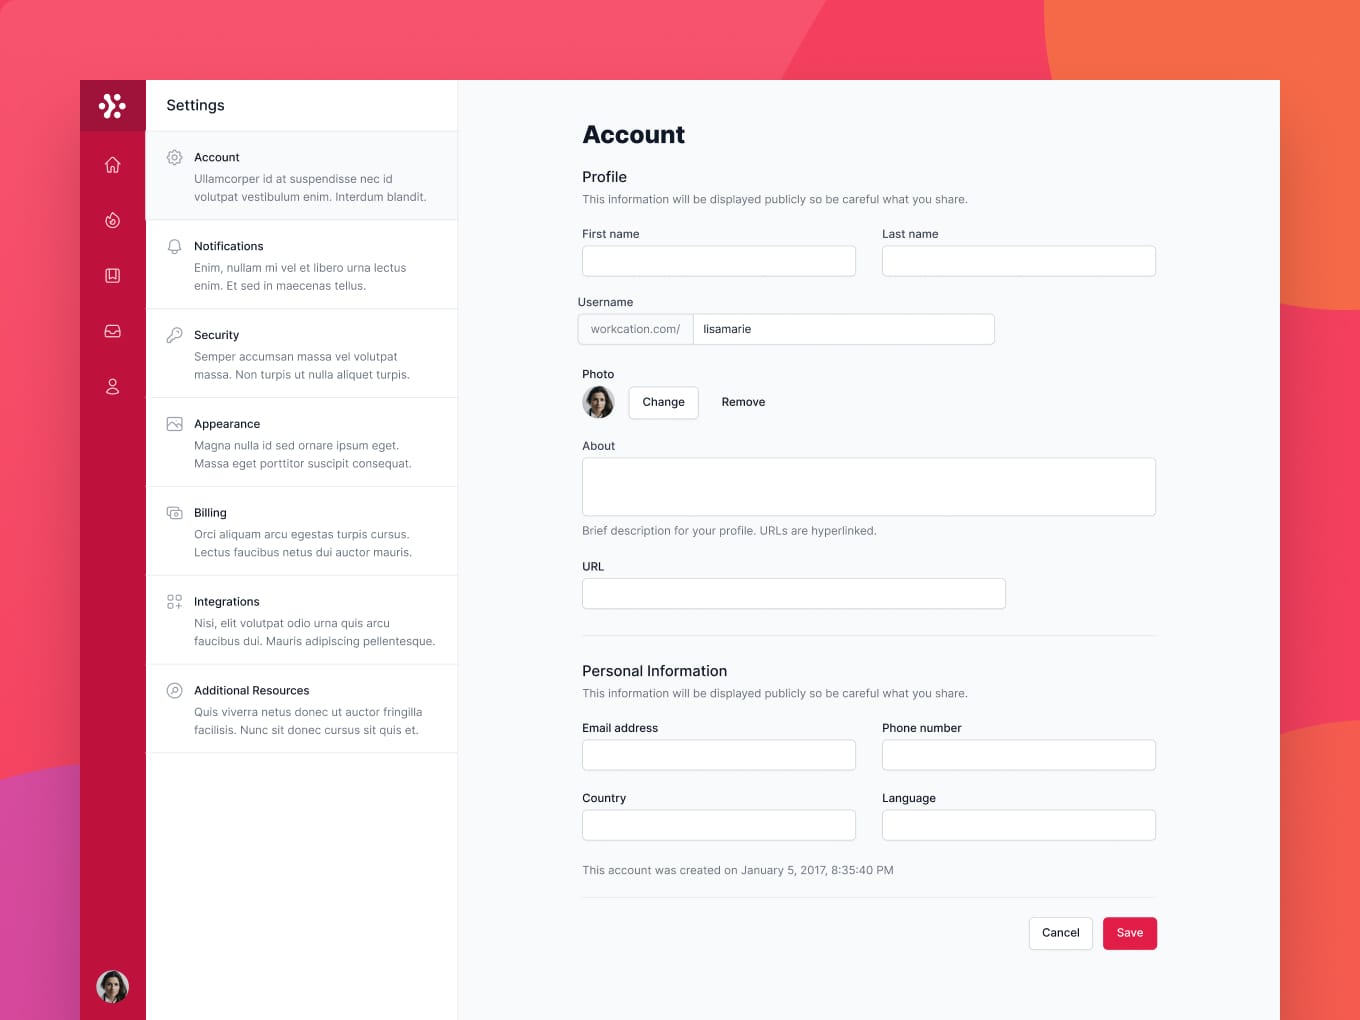 Settings
Account
Ullamcorper id at suspendisse nec id
volutpat vestibulum enim. Interdum blandit.
Notifications
Enim, nullam mi vel et libero urna lectus
enim. Et sed in maecenas tellus.
Security
Semper accumsan massa vel volutpat
massa. Non turpis ut nulla aliquet turpis.
Appearance
Magna nulla id sed ornare ipsum eget.
Massa eget porttitor suscipit consequat.
Billing
Orci aliquam arcu egestas turpis cursus.
Lectus faucibus netus dui auctor mauris.
Integrations
Nisi, elit volutpat odio urna quis arcu
faucibus dui. Mauris adipiscing pellentesque.
Additional Resources
Quis viverra netus donec ut auctor fringilla
facilisis. Nunc sit donec cursus sit quis et.
Account
Profile
This information will be displayed publicly so be careful what you share.
First name Last name
Username
workcation.com/ lisamarie
Photo
Change Remove
About
Brief description for your profile. URLs are hyperlinked.
URL
Personal Information
This information will be displayed publicly so be careful what you share.
Email address Phone number
Country Language
This account was created on January 5, 2017, 8:35:40 PM
Cancel Save